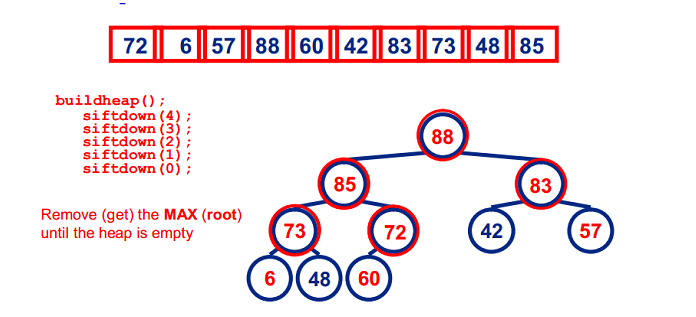 72 6 57 88 60 42 83 73 48 85
buildheap();
siftdown(4);
siftdown(3);
siftdown(2);
siftdown(1);
siftdown(0);
Remove (get) the MAX (root)
until the heap is empty
88
85 83
73 72 42 57
6 48 60